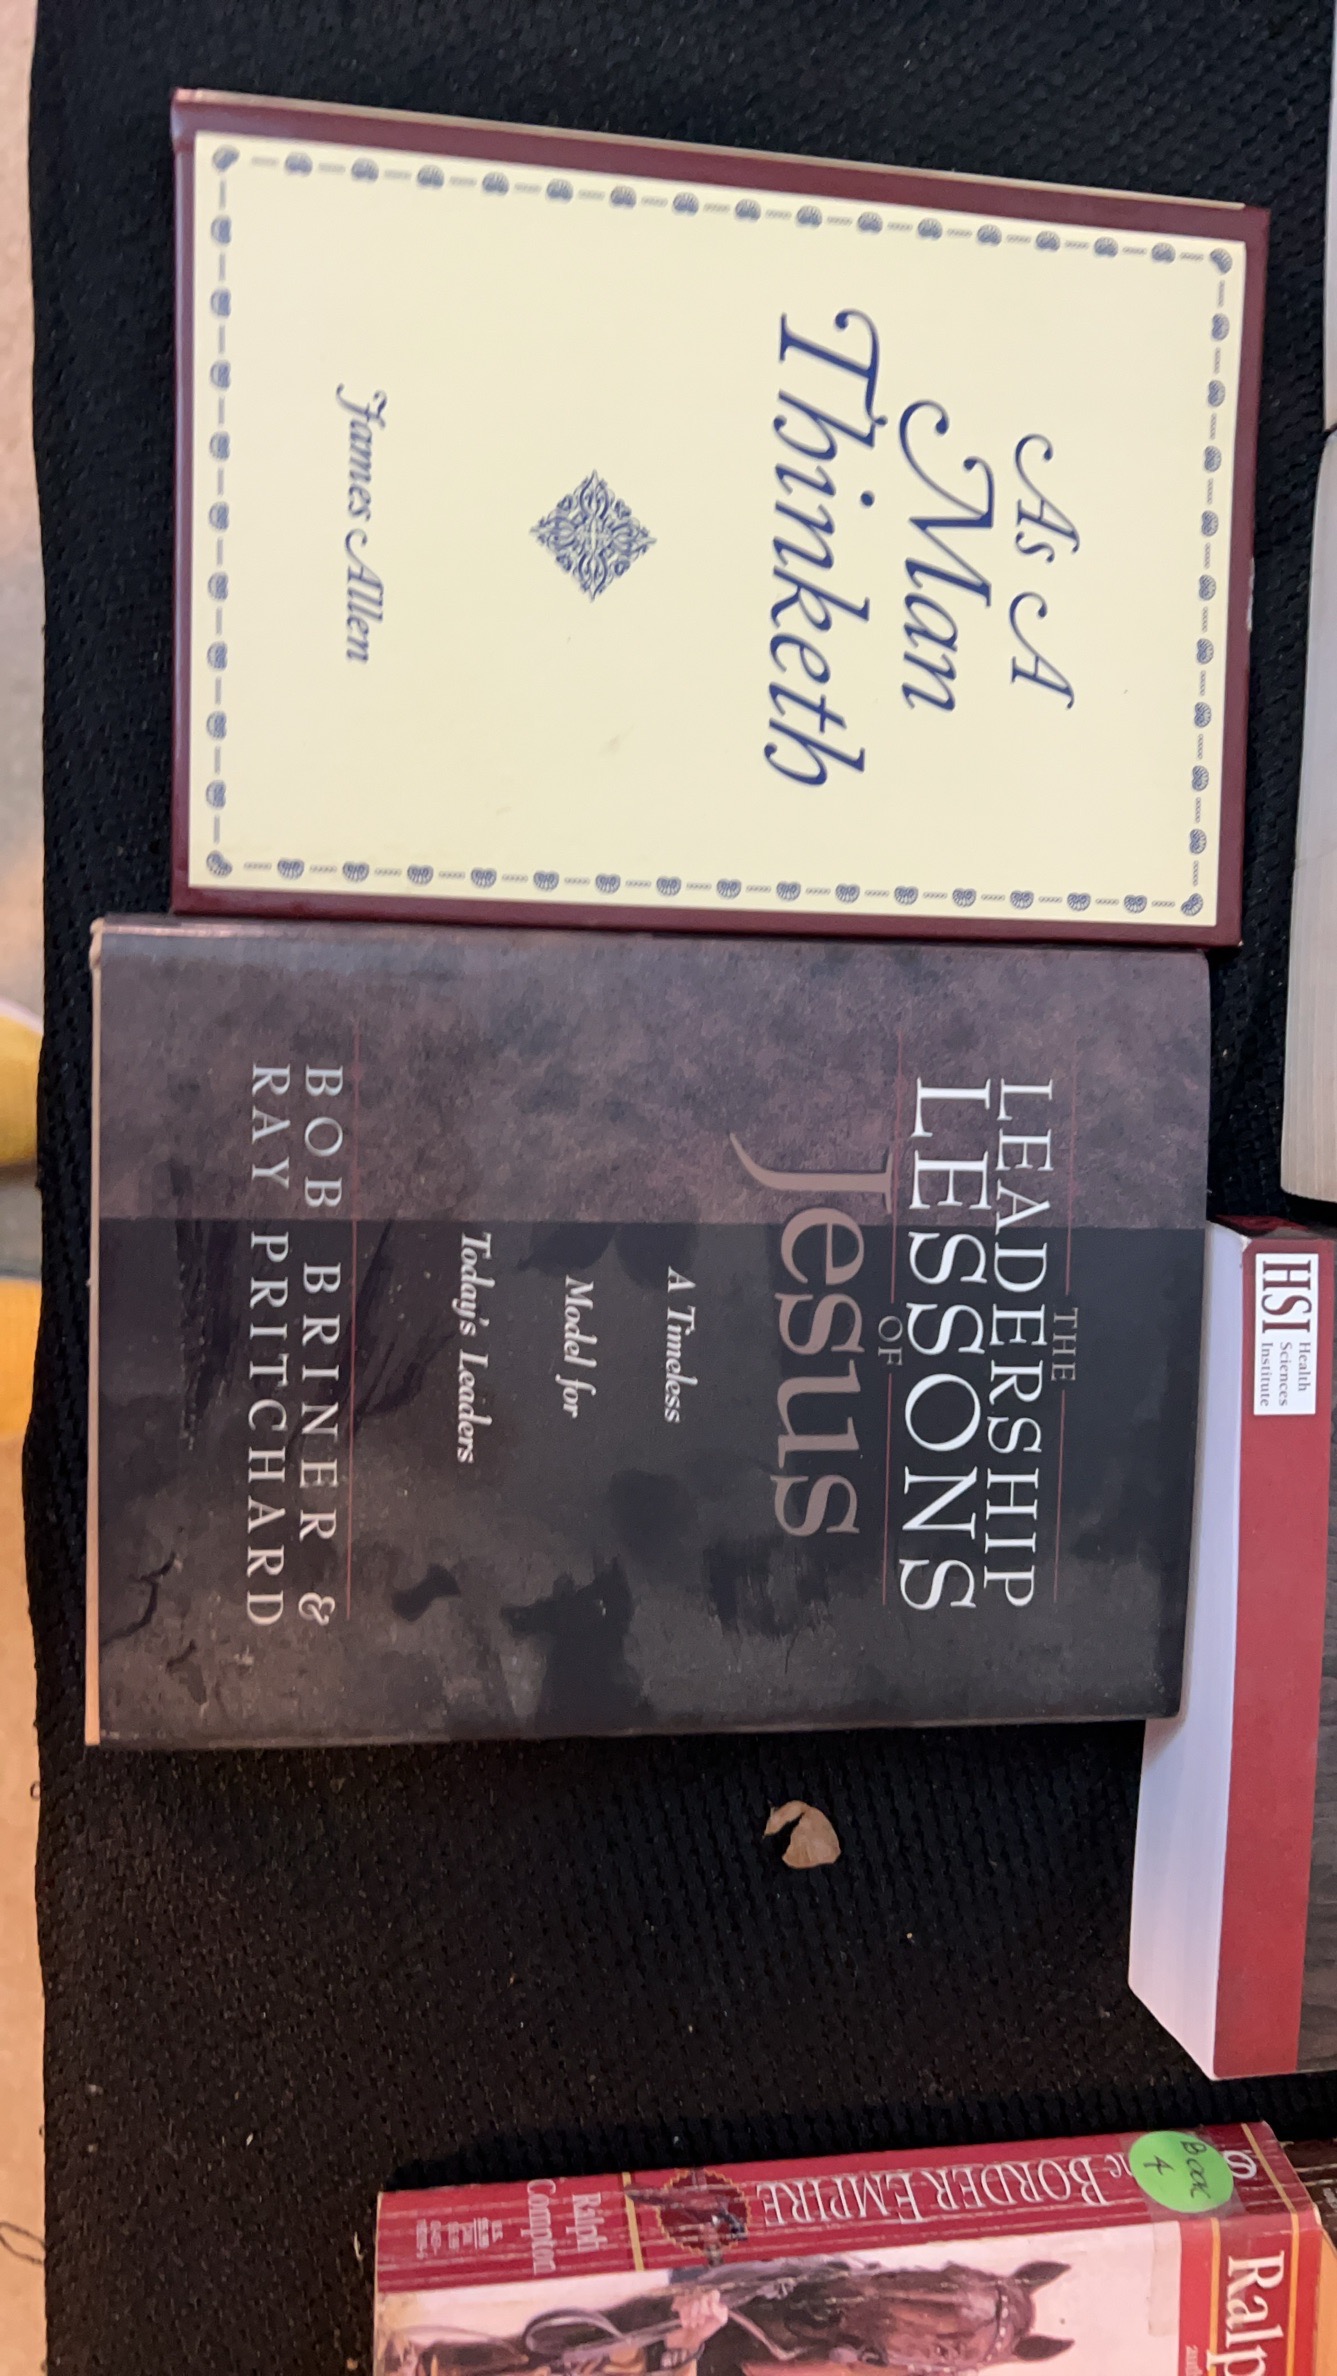 As A
Man
Thinketh
James Allen
THE
LEADERSHIP
LESSONS
OF
Jesus
A Timeless
Model for
Today's Leaders
BOB BRINER &
RAY PRITCHARD
HSI
Health
Sciences
Institute
Book
4
BORDER EMPIRE
Ralph
Compton